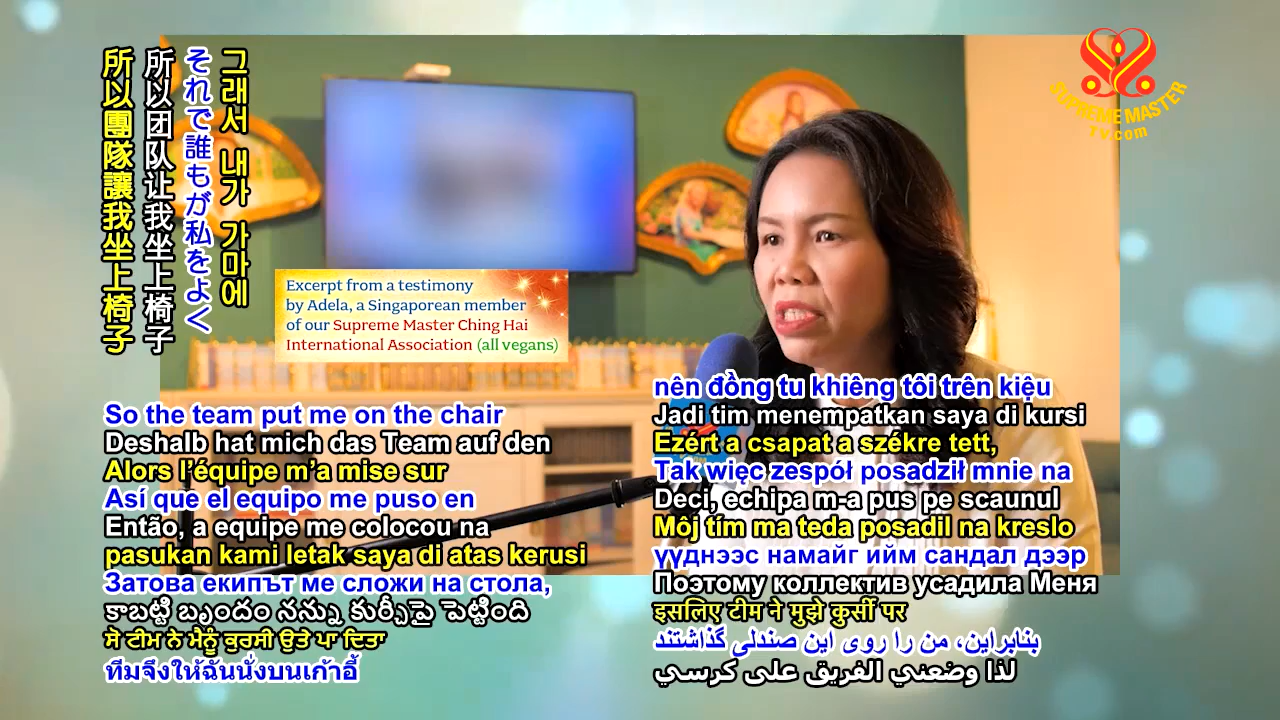 所以團隊讓我坐上椅子
所以团队让我坐上椅子
それで誰もが私をよく
그래서 내가 가마에
SUPREME MASTER
TV.com
Excerpt from a testimony
by Adela, a Singaporean member
of our Supreme Master Ching Hai
International Association (all vegans)
So the team put me on the chair
Deshalb hat mich das Team auf den
Alors l'équipe m'a mise sur
Así que el equipo me puso en
Então, a equipe me colocou na
pasukan kami letak saya di atas kerusi
Затова екипът ме сложи на стола,
కాబట్టి బృందం నన్ను కుర్చీపై పెట్టింది
ਸੋ ਟੀਮ ਨੇ ਮੈਨੂੰ ਕੁਰਸੀ ਉਤੇ ਪਾ ਦਿਤਾ
ทีมจึงให้ฉันนั่งบนเก้าอี้
nên đồng tu khiêng tôi trên kiệu
Jadi tim menempatkan saya di kursi
Ezért a csapat a székre tett,
Tak więc zespół posadził mnie na
Deci, echipa m-a pus pe scaunul
Môj tím ma teda posadil na kreslo
үүднээс намайг ийм сандал дээр
Поэтому коллектив усадила Меня
इसलिए टीम ने मुझे कुर्सी पर
بنابراین، من را روی این صندلی گذاشتند
لذا وضعني الفريق على كرسي